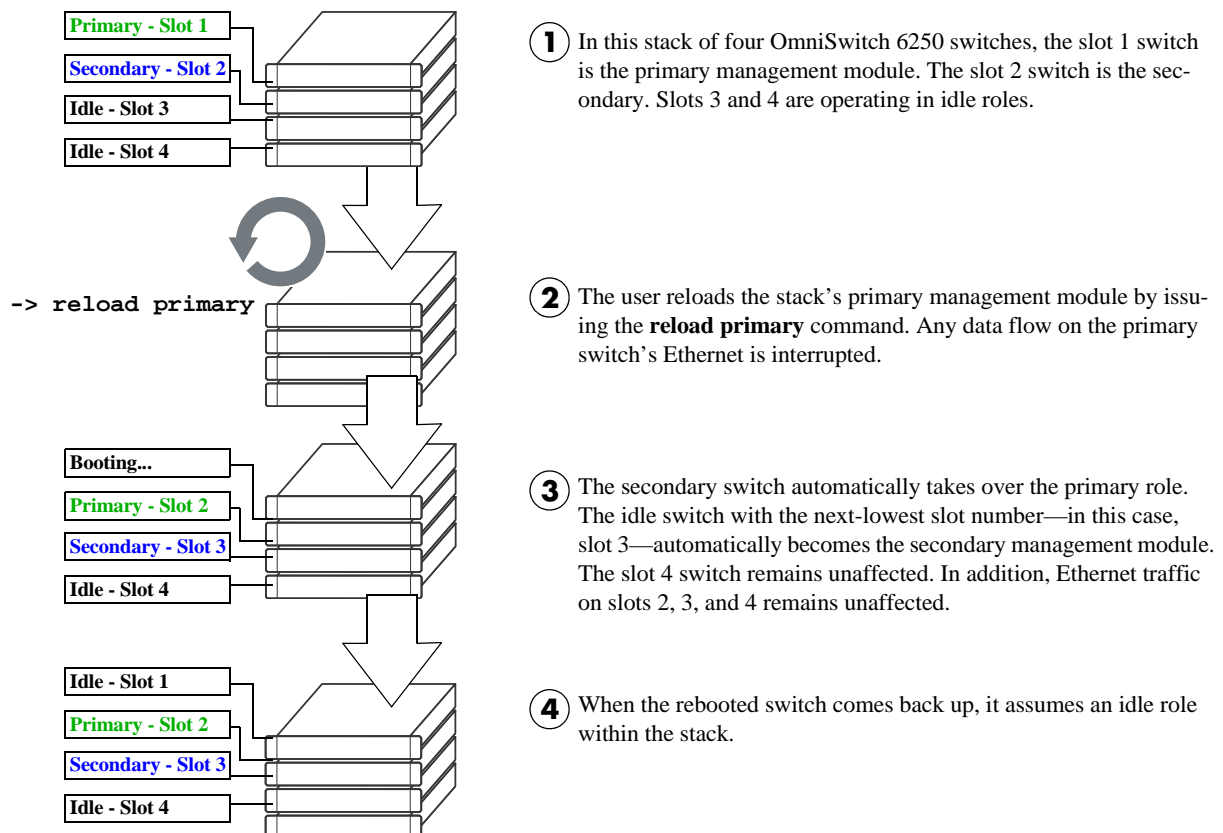 Primary - Slot 1
Secondary - Slot 2
Idle - Slot 3
Idle - Slot 4
1 In this stack of four OmniSwitch 6250 switches, the slot 1 switch
is the primary management module. The slot 2 switch is the sec-
ondary. Slots 3 and 4 are operating in idle roles.
-> reload primary
2 The user reloads the stack’s primary management module by issu-
ing the reload primary command. Any data flow on the primary
switch’s Ethernet is interrupted.
Booting...
Primary - Slot 2
Secondary - Slot 3
Idle - Slot 4
3 The secondary switch automatically takes over the primary role.
The idle switch with the next-lowest slot number—in this case,
slot 3—automatically becomes the secondary management module.
The slot 4 switch remains unaffected. In addition, Ethernet traffic
on slots 2, 3, and 4 remains unaffected.
Idle - Slot 1
Primary - Slot 2
Secondary - Slot 3
Idle - Slot 4
4 When the rebooted switch comes back up, it assumes an idle role
within the stack.